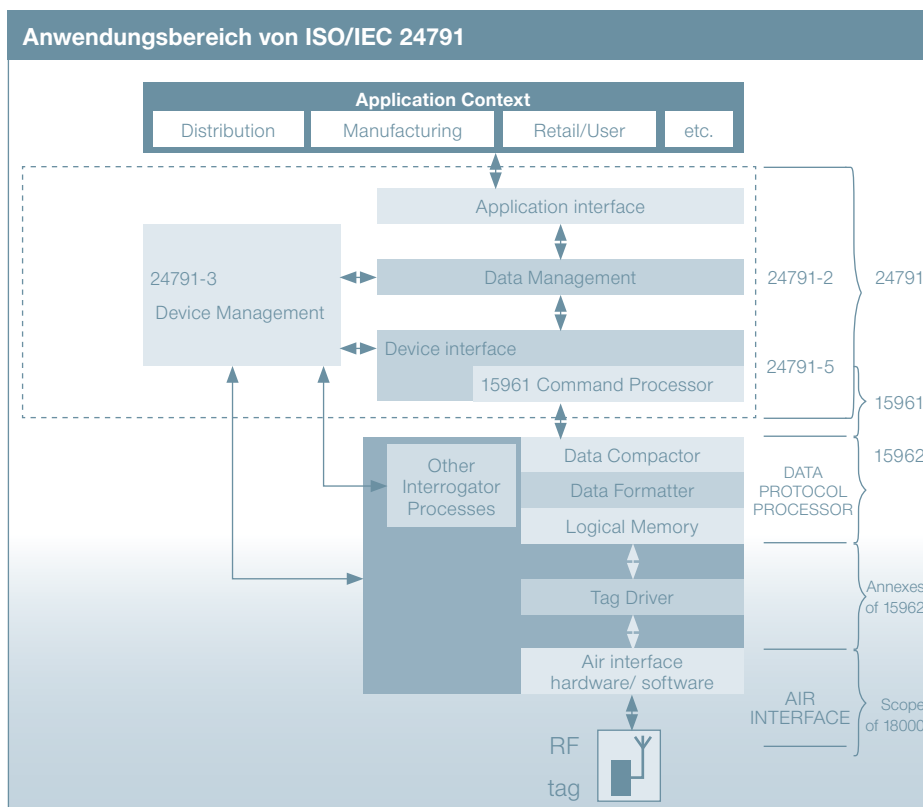 Anwendungsbereich von ISO/IEC 24791
Application Context
Distribution
Manufacturing
Retail/User
etc.
Application interface
24791-3
Device Management
Data Management
24791-2
24791
Device interface
24791-5
15961 Command Processor
15961
Other
Interrogator
Processes
Data Compactor
Data Formatter
Logical Memory
15962
DATA
PROTOCOL
PROCESSOR
Tag Driver
Annexes
of 15962
Air interface
hardware/ software
AIR
INTERFACE
Scope
of 18000
RF
tag